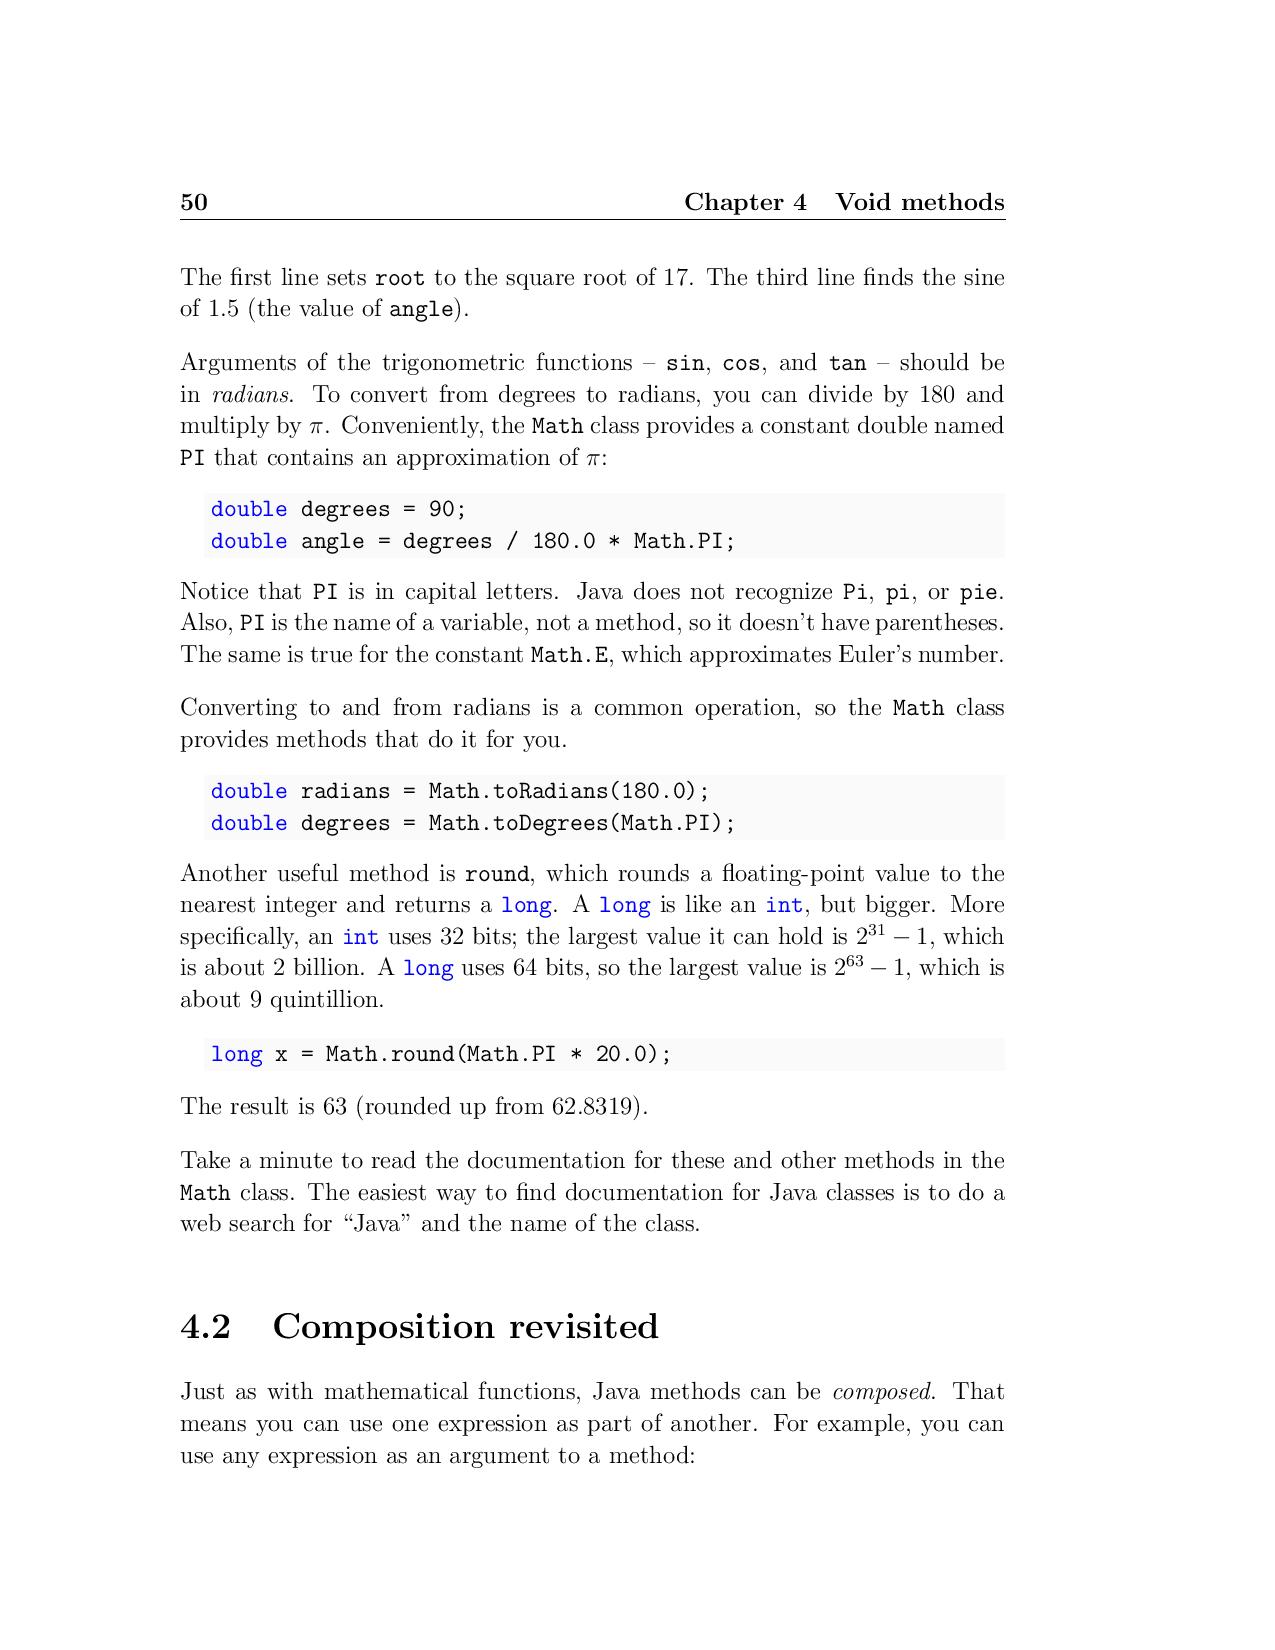 50 Chapter 4 Void methods
The first line sets root to the square root of 17. The third line finds the sine
of 1.5 (the value of angle).
Arguments of the trigonometric functions – sin, cos, and tan – should be
in radians. To convert from degrees to radians, you can divide by 180 and
multiply by π. Conveniently, the Math class provides a constant double named
PI that contains an approximation of π:
double degrees = 90;
double angle = degrees / 180.0 * Math.PI;
Notice that PI is in capital letters. Java does not recognize Pi, pi, or pie.
Also, PI is the name of a variable, not a method, so it doesn’t have parentheses.
The same is true for the constant Math.E, which approximates Euler’s number.
Converting to and from radians is a common operation, so the Math class
provides methods that do it for you.
double radians = Math.toRadians(180.0);
double degrees = Math.toDegrees(Math.PI);
Another useful method is round, which rounds a floating-point value to the
nearest integer and returns a long. A long is like an int, but bigger. More
specifically, an int uses 32 bits; the largest value it can hold is 2³¹ − 1, which
is about 2 billion. A long uses 64 bits, so the largest value is 2⁶³ − 1, which is
about 9 quintillion.
long x = Math.round(Math.PI * 20.0);
The result is 63 (rounded up from 62.8319).
Take a minute to read the documentation for these and other methods in the
Math class. The easiest way to find documentation for Java classes is to do a
web search for “Java” and the name of the class.
4.2 Composition revisited
Just as with mathematical functions, Java methods can be composed. That
means you can use one expression as part of another. For example, you can
use any expression as an argument to a method: